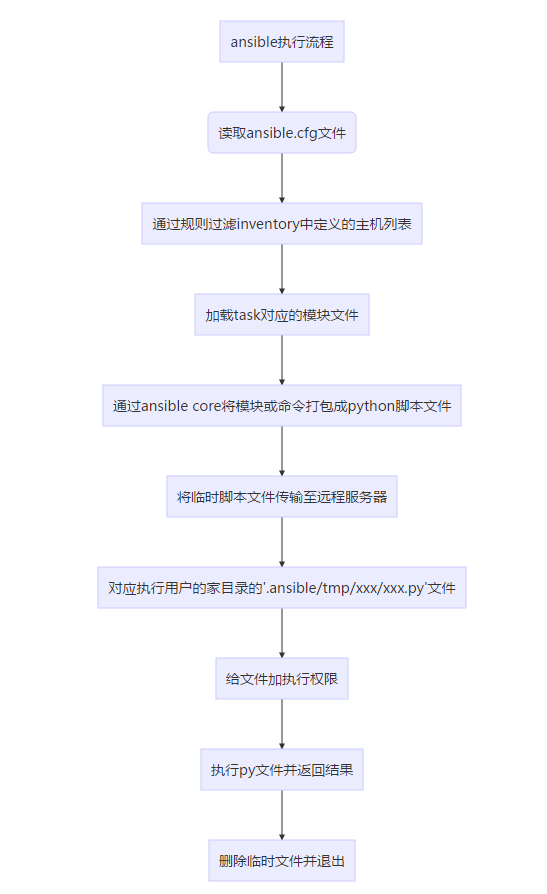 ansible执行流程
读取ansible.cfg文件
通过规则过滤inventory中定义的主机列表
加载task对应的模块文件
通过ansible core将模块或命令打包成python脚本文件
将临时脚本文件传输至远程服务器
对应执行用户的家目录的'.ansible/tmp/xxx/xxx.py'文件
给文件加执行权限
执行py文件并返回结果
删除临时文件并退出